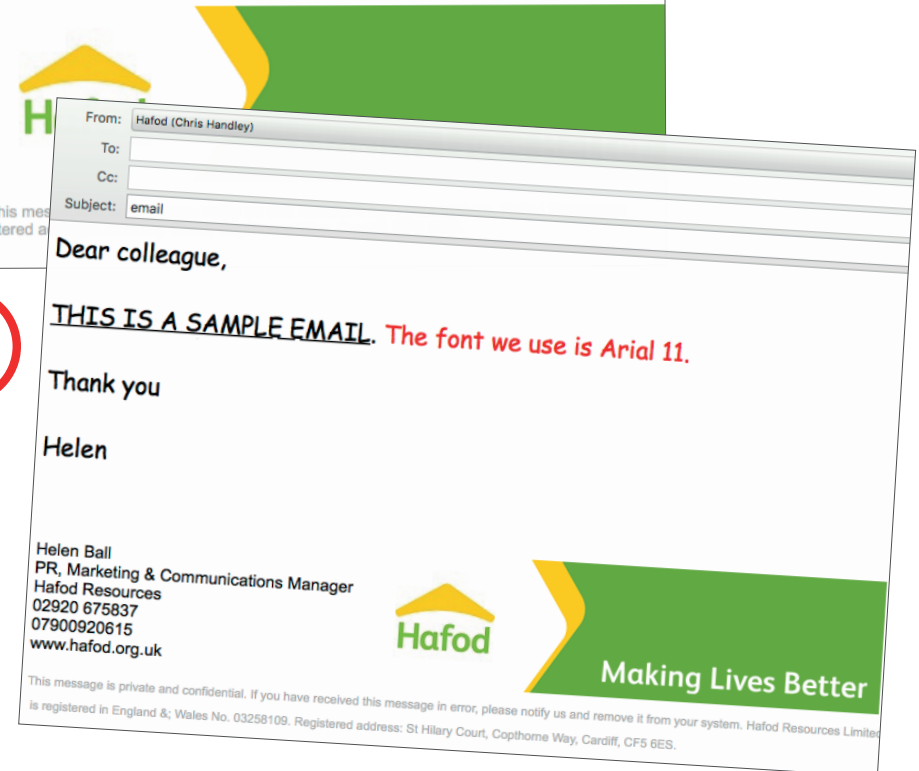 H
his mes
tered a
From: Hafod (Chris Handley)
To:
Cc:
Subject: email
Dear colleague,
THIS IS A SAMPLE EMAIL. The font we use is Arial 11.
Thank you
Helen
Helen Ball
PR, Marketing & Communications Manager
Hafod Resources
02920 675837
07900920615
www.hafod.org.uk
Hafod
Making Lives Better
This message is private and confidential. If you have received this message in error, please notify us and remove it from your system. Hafod Resources Limited
is registered in England &; Wales No. 03258109. Registered address: St Hilary Court, Copthorne Way, Cardiff, CF5 6ES.